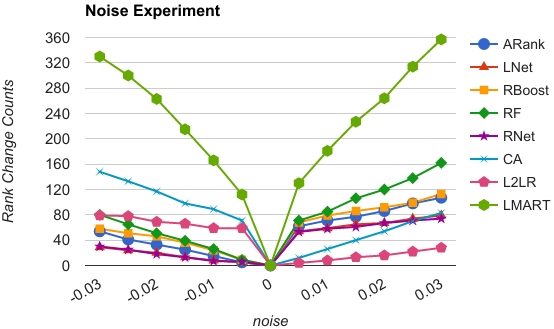 Noise Experiment
Rank Change Counts
360
320
280
240
200
160
120
80
40
0
-0.03
-0.02
-0.01
0
0.01
0.02
0.03
noise
ARank
LNet
RBoost
RF
RNet
CA
L2LR
LMART